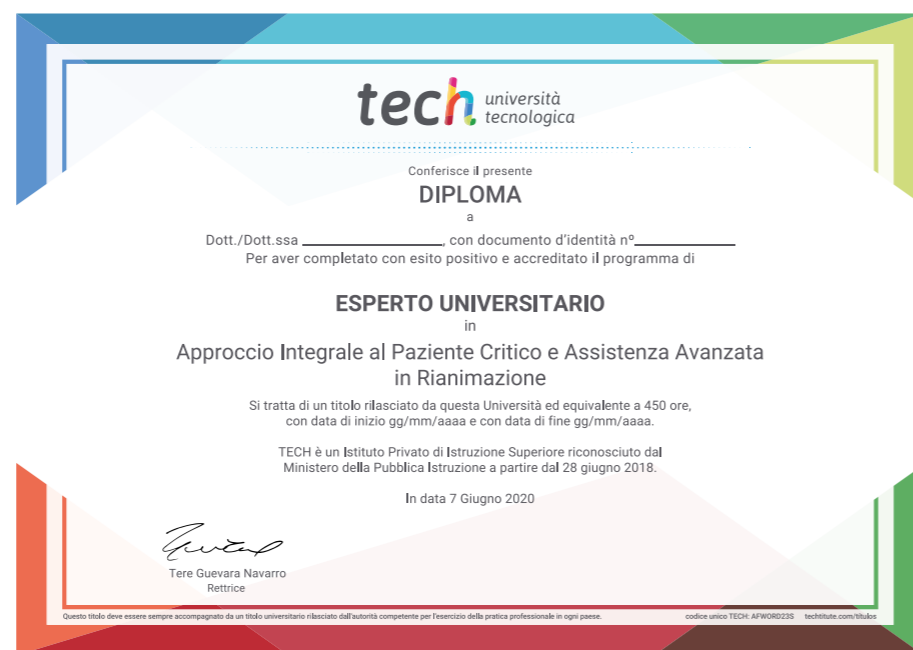 tech università
tecnologica
Conferisce il presente
DIPLOMA
a
Dott./Dott.ssa ________________, con documento d'identità nº____________
Per aver completato con esito positivo e accreditato il programma di
ESPERTO UNIVERSITARIO
in
Approccio Integrale al Paziente Critico e Assistenza Avanzata
in Rianimazione
Si tratta di un titolo rilasciato da questa Università ed equivalente a 450 ore,
con data di inizio gg/mm/aaaa e con data di fine gg/mm/aaaa.
TECH è un Istituto Privato di Istruzione Superiore riconosciuto dal
Ministero della Pubblica Istruzione a partire dal 28 giugno 2018.
In data 7 Giugno 2020
Tere Guevara Navarro
Rettrice
Questo titolo deve essere sempre accompagnato da un titolo universitario rilasciato dall'autorità competente per l'esercizio della pratica professionale in ogni paese. codice unico TECH: AFWORD23S techtitute.com/titulos